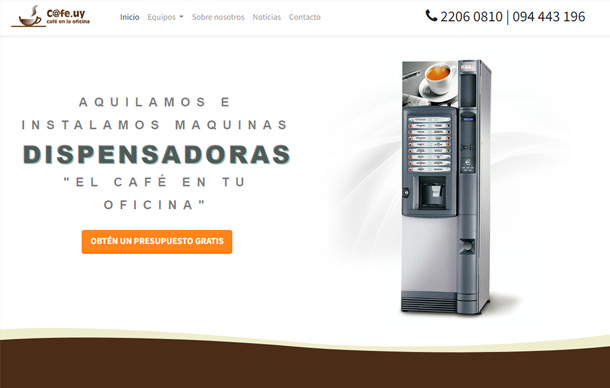 C@fe.uy
café en la oficina
Inicio Equipos Sobre nosotros Noticias Contacto
2206 0810 | 094 443 196
AQUILAMOS E
INSTALAMOS MAQUINAS
DISPENSADORAS
"EL CAFÉ EN TU
OFICINA"
OBTÉN UN PRESUPUESTO GRATIS